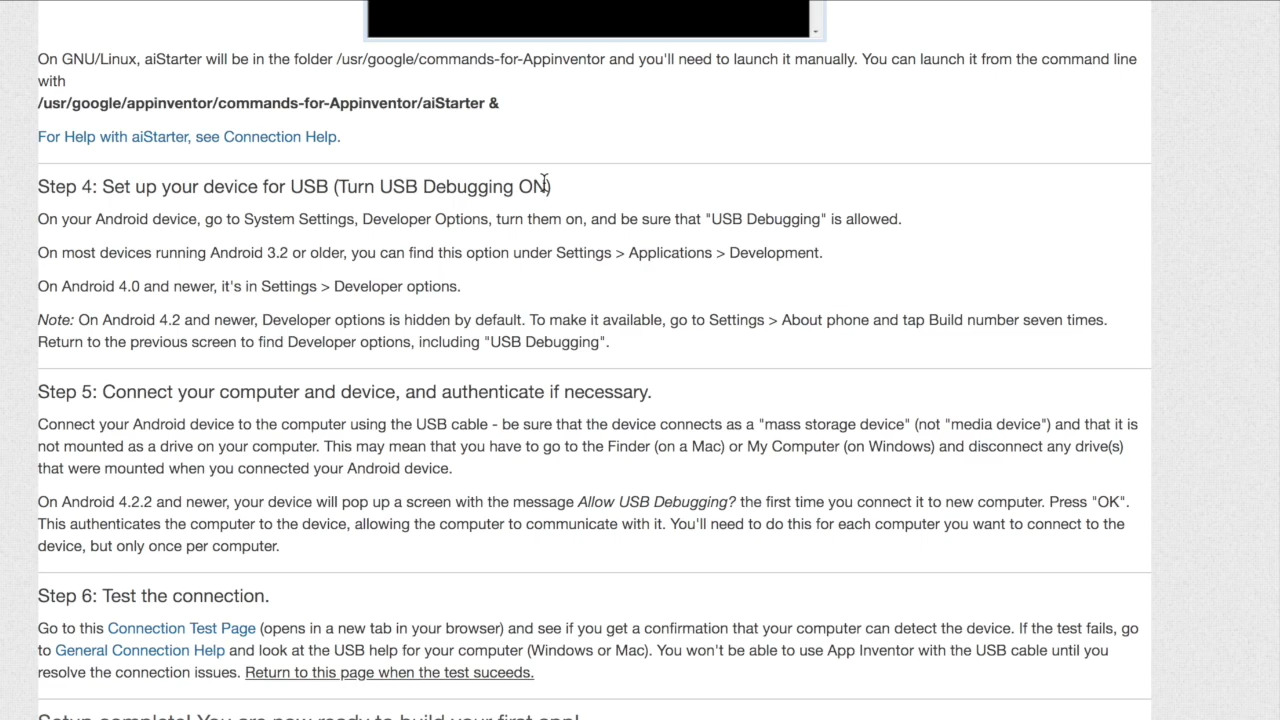 On GNU/Linux, aiStarter will be in the folder /usr/google/commands-for-Appinventor and you'll need to launch it manually. You can launch it from the command line
with
/usr/google/appinventor/commands-for-Appinventor/aiStarter &
For Help with aiStarter, see Connection Help.
Step 4: Set up your device for USB (Turn USB Debugging ON)
On your Android device, go to System Settings, Developer Options, turn them on, and be sure that "USB Debugging" is allowed.
On most devices running Android 3.2 or older, you can find this option under Settings > Applications > Development.
On Android 4.0 and newer, it's in Settings > Developer options.
Note: On Android 4.2 and newer, Developer options is hidden by default. To make it available, go to Settings > About phone and tap Build number seven times.
Return to the previous screen to find Developer options, including "USB Debugging".
Step 5: Connect your computer and device, and authenticate if necessary.
Connect your Android device to the computer using the USB cable - be sure that the device connects as a "mass storage device" (not "media device") and that it is
not mounted as a drive on your computer. This may mean that you have to go to the Finder (on a Mac) or My Computer (on Windows) and disconnect any drive(s)
that were mounted when you connected your Android device.
On Android 4.2.2 and newer, your device will pop up a screen with the message Allow USB Debugging? the first time you connect it to new computer. Press "OK".
This authenticates the computer to the device, allowing the computer to communicate with it. You'll need to do this for each computer you want to connect to the
device, but only once per computer.
Step 6: Test the connection.
Go to this Connection Test Page (opens in a new tab in your browser) and see if you get a confirmation that your computer can detect the device. If the test fails, go
to General Connection Help and look at the USB help for your computer (Windows or Mac). You won't be able to use App Inventor with the USB cable until you
resolve the connection issues. Return to this page when the test suceeds.
Setup complete! You are now ready to build your first app!